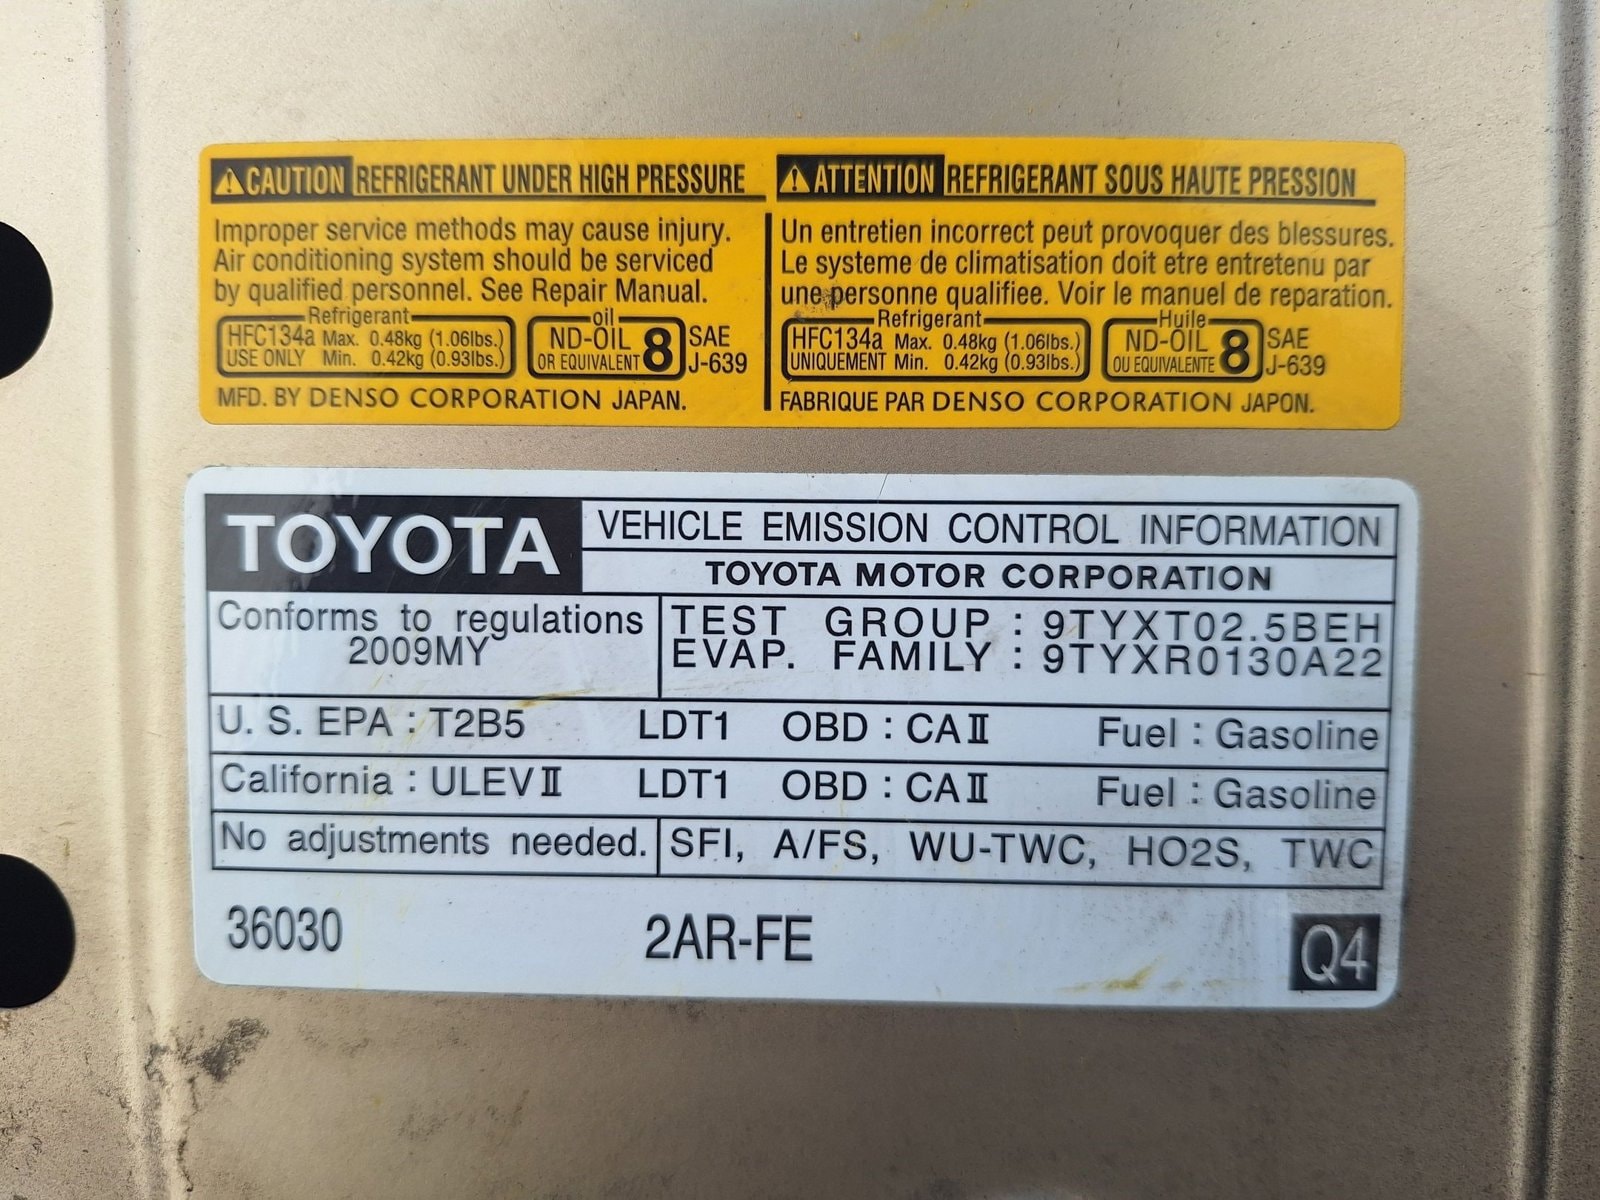 ⚠CAUTION REFRIGERANT UNDER HIGH PRESSURE
Improper service methods may cause injury.
Air conditioning system should be serviced
by qualified personnel. See Repair Manual.
Refrigerant
HFC134a Max. 0.48kg (1.06lbs.)
USE ONLY Min. 0.42kg (0.93lbs.)
oil
ND-OIL 8
OR EQUIVALENT
SAE
J-639
MFD. BY DENSO CORPORATION JAPAN.
⚠ATTENTION REFRIGERANT SOUS HAUTE PRESSION
Un entretien incorrect peut provoquer des blessures.
Le systeme de climatisation doit etre entretenu par
une personne qualifiee. Voir le manuel de reparation.
Refrigerant
HFC134a Max. 0.48kg (1.06lbs.)
UNIQUEMENT Min. 0.42kg (0.93lbs.)
Huile
ND-OIL 8
OU EQUIVALENTE
SAE
J-639
FABRIQUE PAR DENSO CORPORATION JAPON.
TOYOTA
VEHICLE EMISSION CONTROL INFORMATION
TOYOTA MOTOR CORPORATION
Conforms to regulations
2009MY
TEST GROUP : 9TYXT02.5BEH
EVAP. FAMILY : 9TYXR0130A22
U. S. EPA : T2B5 LDT1 OBD : CAⅡ Fuel : Gasoline
California : ULEVⅡ LDT1 OBD : CAⅡ Fuel : Gasoline
No adjustments needed. SFI, A/FS, WU-TWC, HO2S, TWC
36030 2AR-FE Q4